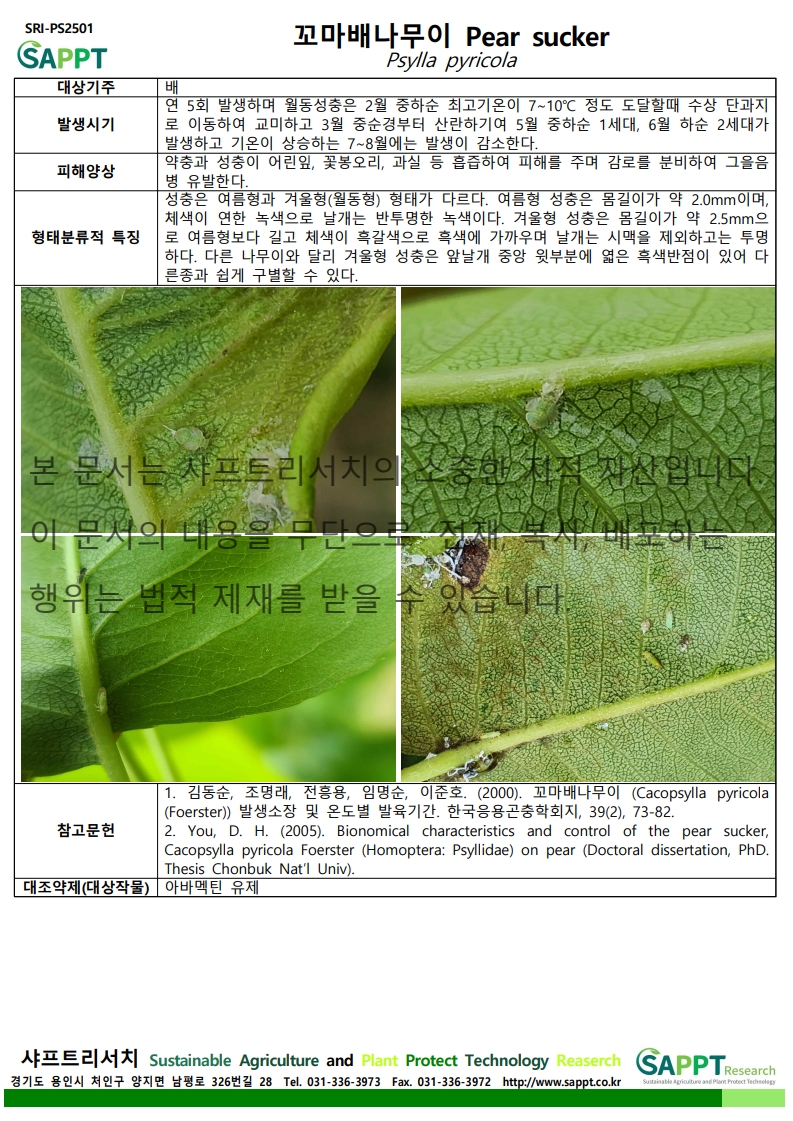 SRI-PS2501
SAPPT
꼬마배나무이 Pear sucker
Psylla pyricola
대상기주 배
발생시기
연 5회 발생하며 월동성충은 2월 중하순 최고기온이 7~10℃ 정도 도달할때 수상 단과지
로 이동하여 교미하고 3월 중순경부터 산란하기여 5월 중하순 1세대, 6월 하순 2세대가
발생하고 기온이 상승하는 7~8월에는 발생이 감소한다.
피해양상
약충과 성충이 어린잎, 꽃봉오리, 과실 등 흡즙하여 피해를 주며 감로를 분비하여 그을음
병 유발한다.
형태분류적 특징
성충은 여름형과 겨울형(월동형) 형태가 다르다. 여름형 성충은 몸길이가 약 2.0mm이며,
체색이 연한 녹색으로 날개는 반투명한 녹색이다. 겨울형 성충은 몸길이가 약 2.5mm으
로 여름형보다 길고 체색이 흑갈색으로 흑색에 가까우며 날개는 시맥을 제외하고는 투명
하다. 다른 나무이와 달리 겨울형 성충은 앞날개 중앙 윗부분에 엷은 흑색반점이 있어 다
른종과 쉽게 구별할 수 있다.
본 문서는 샤프트리서치의 소중한 지적 자산입니다.
이 문서의 내용을 무단으로 전재, 복사, 배포하는
행위는 법적 제재를 받을 수 있습니다.
참고문헌
1. 김동순, 조명래, 전흥용, 임명순, 이준호. (2000). 꼬마배나무이 (Cacopsylla pyricola
(Foerster)) 발생소장 및 온도별 발육기간. 한국응용곤충학회지, 39(2), 73-82.
2. You, D. H. (2005). Bionomical characteristics and control of the pear sucker,
Cacopsylla pyricola Foerster (Homoptera: Psyllidae) on pear (Doctoral dissertation, PhD.
Thesis Chonbuk Nat'l Univ).
대조약제(대상작물) 아바멕틴 유제
샤프트리서치 Sustainable Agriculture and Plant Protect Technology Reaserch
경기도 용인시 처인구 양지면 남평로 326번길 28 Tel. 031-336-3973 Fax. 031-336-3972 http://www.sappt.co.kr
SAPPT Research
Sustainable Agriculture and Plant Protect Technology